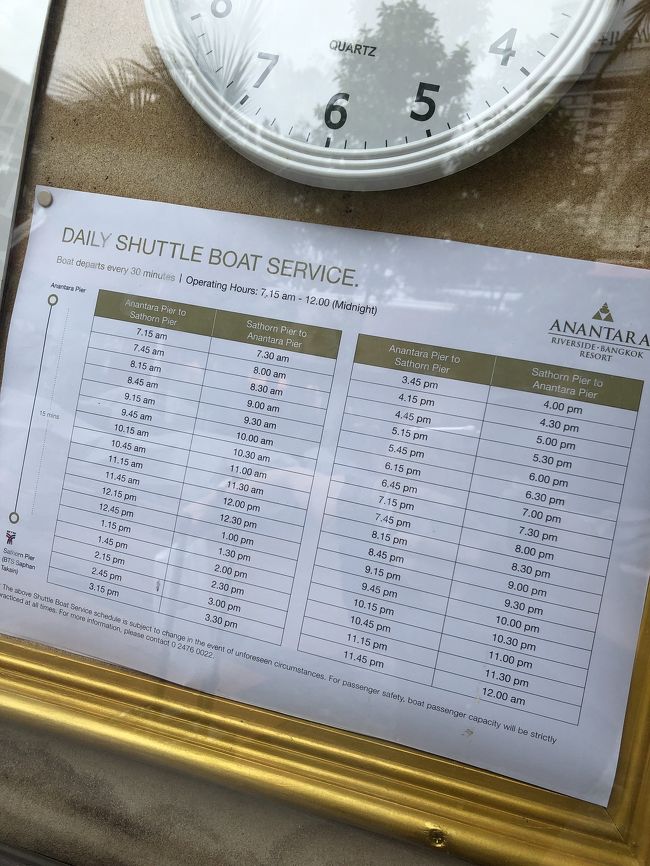 8
7
6
5
4
QUARTZ
DAILY SHUTTLE BOAT SERVICE.
Boat departs every 30 minutes | Operating Hours: 7.15 am - 12.00 (Midnight)
ANANTARA
RIVERSIDE · BANGKOK
RESORT
Anantara Pier
15 mins
Sathorn Pier
(BTS Saphan
Taksin)
Anantara Pier to Sathorn Pier Sathorn Pier to Anantara Pier
7.15 am 7.30 am
7.45 am 8.00 am
8.15 am 8.30 am
8.45 am 9.00 am
9.15 am 9.30 am
9.45 am 10.00 am
10.15 am 10.30 am
10.45 am 11.00 am
11.15 am 11.30 am
11.45 am 12.00 pm
12.15 pm 12.30 pm
12.45 pm 1.00 pm
1.15 pm 1.30 pm
1.45 pm 2.00 pm
2.15 pm 2.30 pm
2.45 pm 3.00 pm
3.15 pm 3.30 pm
Anantara Pier to Sathorn Pier Sathorn Pier to Anantara Pier
3.45 pm 4.00 pm
4.15 pm 4.30 pm
4.45 pm 5.00 pm
5.15 pm 5.30 pm
5.45 pm 6.00 pm
6.15 pm 6.30 pm
6.45 pm 7.00 pm
7.15 pm 7.30 pm
7.45 pm 8.00 pm
8.15 pm 8.30 pm
8.45 pm 9.00 pm
9.15 pm 9.30 pm
9.45 pm 10.00 pm
10.15 pm 10.30 pm
10.45 pm 11.00 pm
11.15 pm 11.30 pm
11.45 pm 12.00 am
The above Shuttle Boat Service schedule is subject to change in the event of unforeseen circumstances. For passenger safety, boat passenger capacity will be strictly
practiced at all times. For more information, please contact 0 2476 0022.